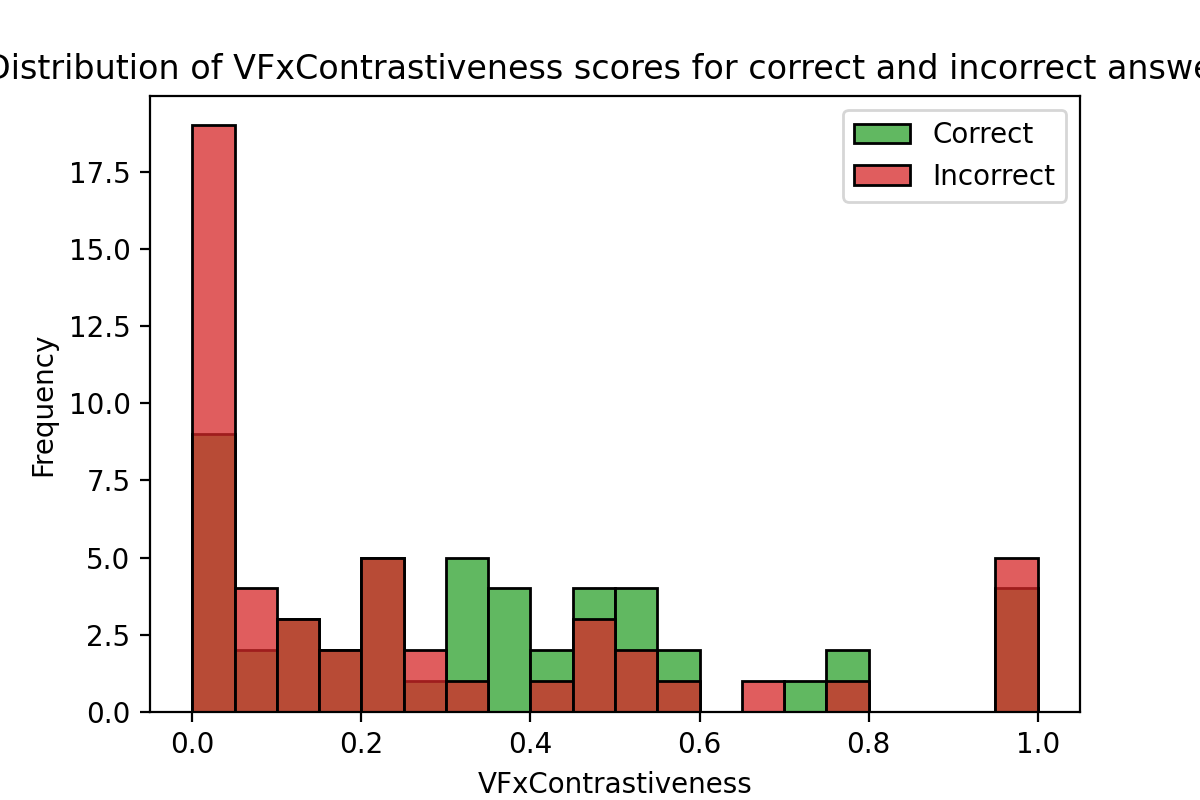 Distribution of VFxContrastiveness scores for correct and incorrect
Correct
Incorrect
17.5
15.0
12.5
10.0
7.5
5.0
2.5
0.0
Frequency
0.0 0.2 0.4 0.6 0.8 1.0
VFxContrastiveness